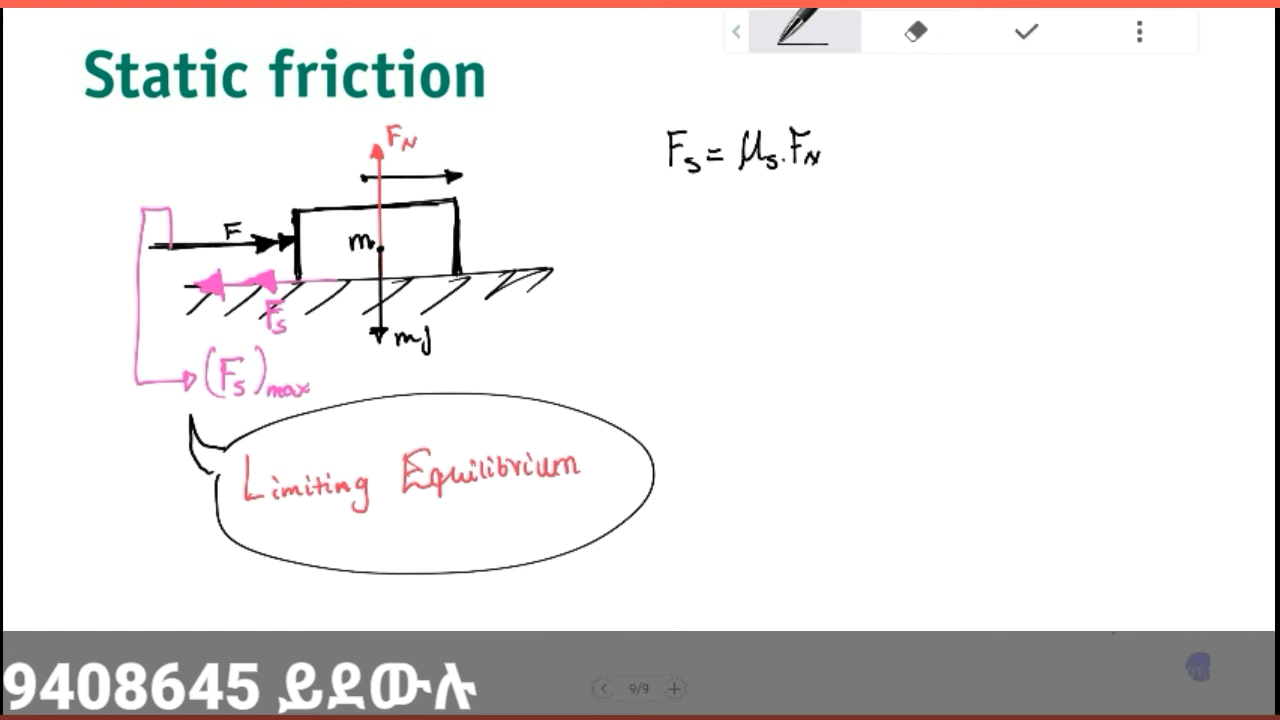 Static friction
F_N
F_s = μ_s . F_N
F
m
F_s
mg
(F_s)_max
Limiting Equilibrium
9408645 ይደውሉ
9/9